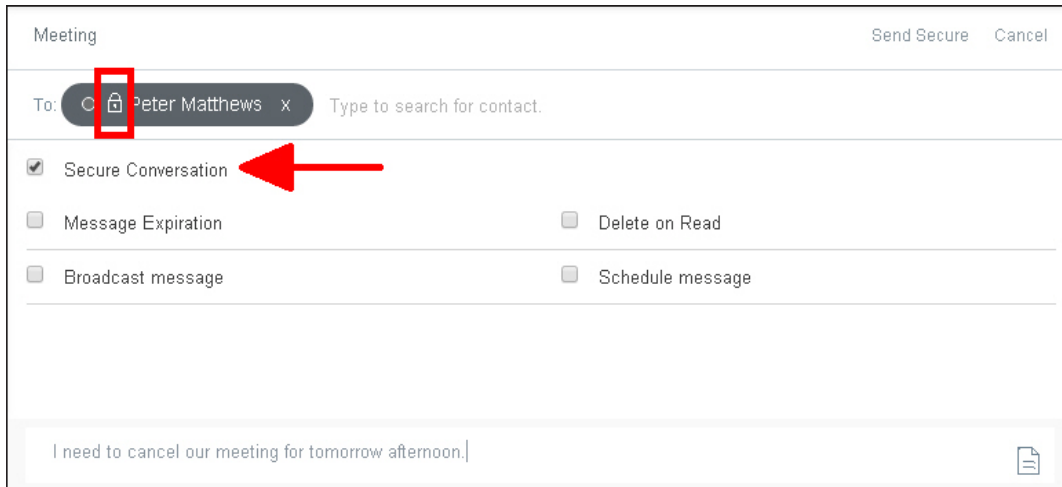 Meeting Send Secure Cancel
To: Peter Matthews x Type to search for contact.
Secure Conversation
Message Expiration Delete on Read
Broadcast message Schedule message
I need to cancel our meeting for tomorrow afternoon.